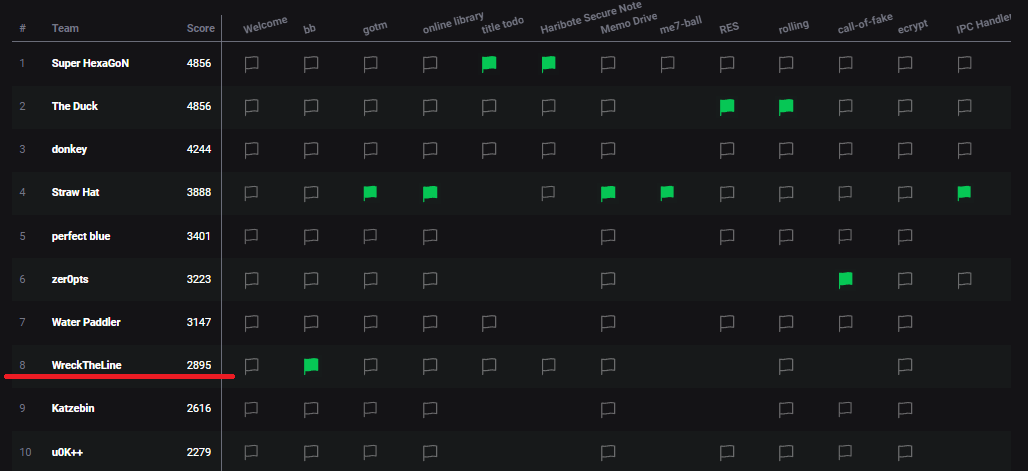 # Team Score Welcome bb gotm online library title todo Haribote Secure Note Memo Drive me7-ball RES rolling call-of-fake ecrypt IPC Handler
1 Super HexaGoN 4856
2 The Duck 4856
3 donkey 4244
4 Straw Hat 3888
5 perfect blue 3401
6 zer0pts 3223
7 Water Paddler 3147
8 WreckTheLine 2895
9 Katzebin 2616
10 u0K++ 2279